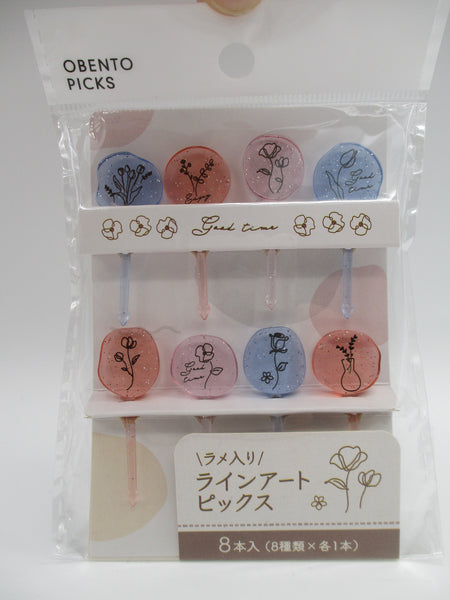 OBENTO
PICKS
Enjoy
Good
time
Good time
Good
time
\ラメ入り/
ラインアート
ピックス
8本入(8種類×各1本)